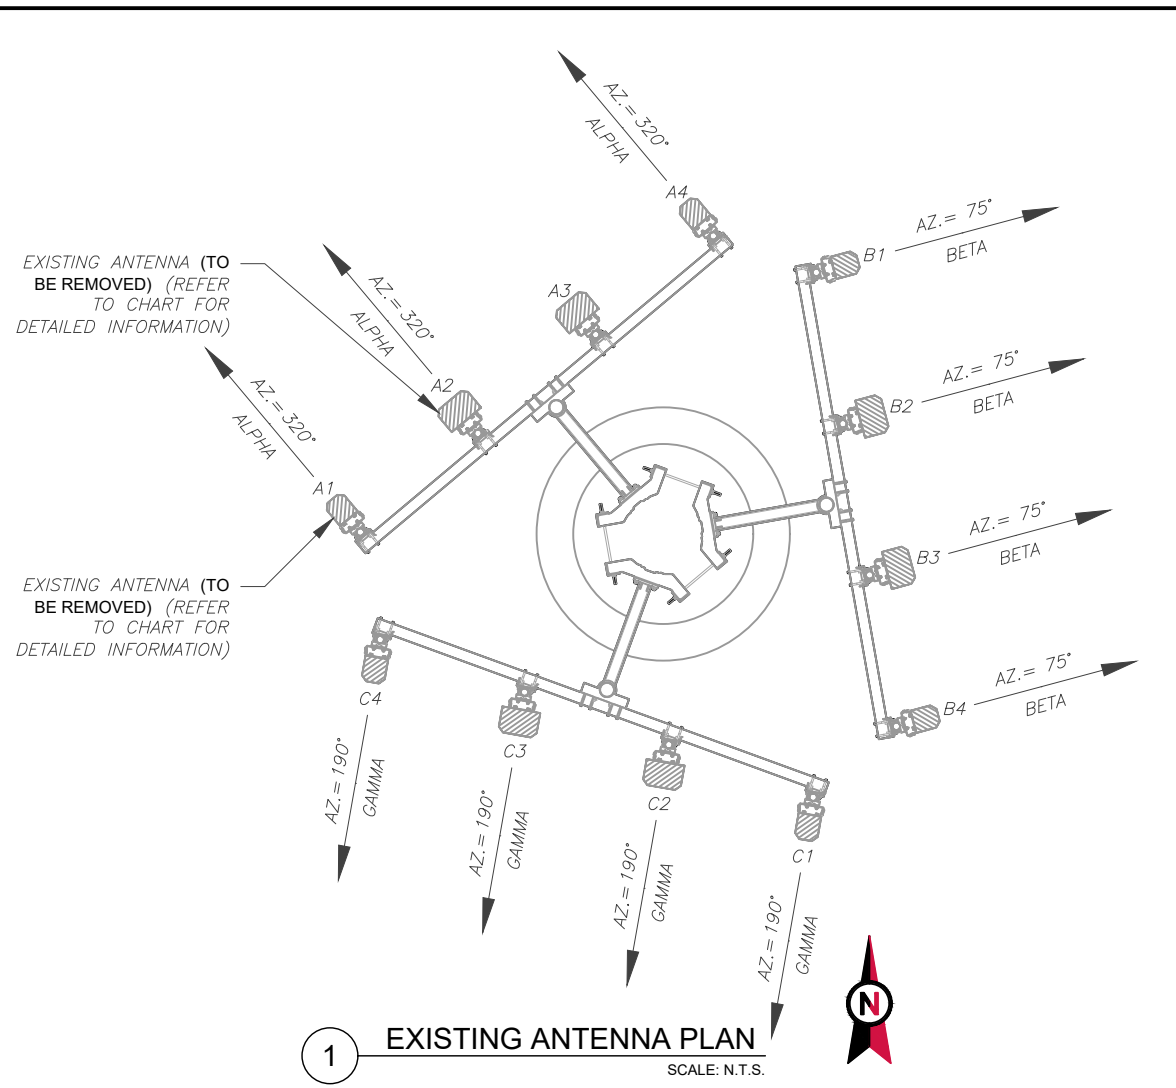 AZ.= 320°
ALPHA
A4
AZ.= 75°
BETA
B1
EXISTING ANTENNA (TO
BE REMOVED) (REFER
TO CHART FOR
DETAILED INFORMATION)
AZ.= 320°
ALPHA
A3
A2
AZ.= 75°
BETA
B2
AZ.= 320°
ALPHA
A1
AZ.= 75°
BETA
B3
EXISTING ANTENNA (TO
BE REMOVED) (REFER
TO CHART FOR
DETAILED INFORMATION)
AZ.= 75°
BETA
B4
C4
AZ.= 190°
GAMMA
C3
AZ.= 190°
GAMMA
C2
AZ.= 190°
GAMMA
C1
AZ.= 190°
GAMMA
N
1
EXISTING ANTENNA PLAN
SCALE: N.T.S.